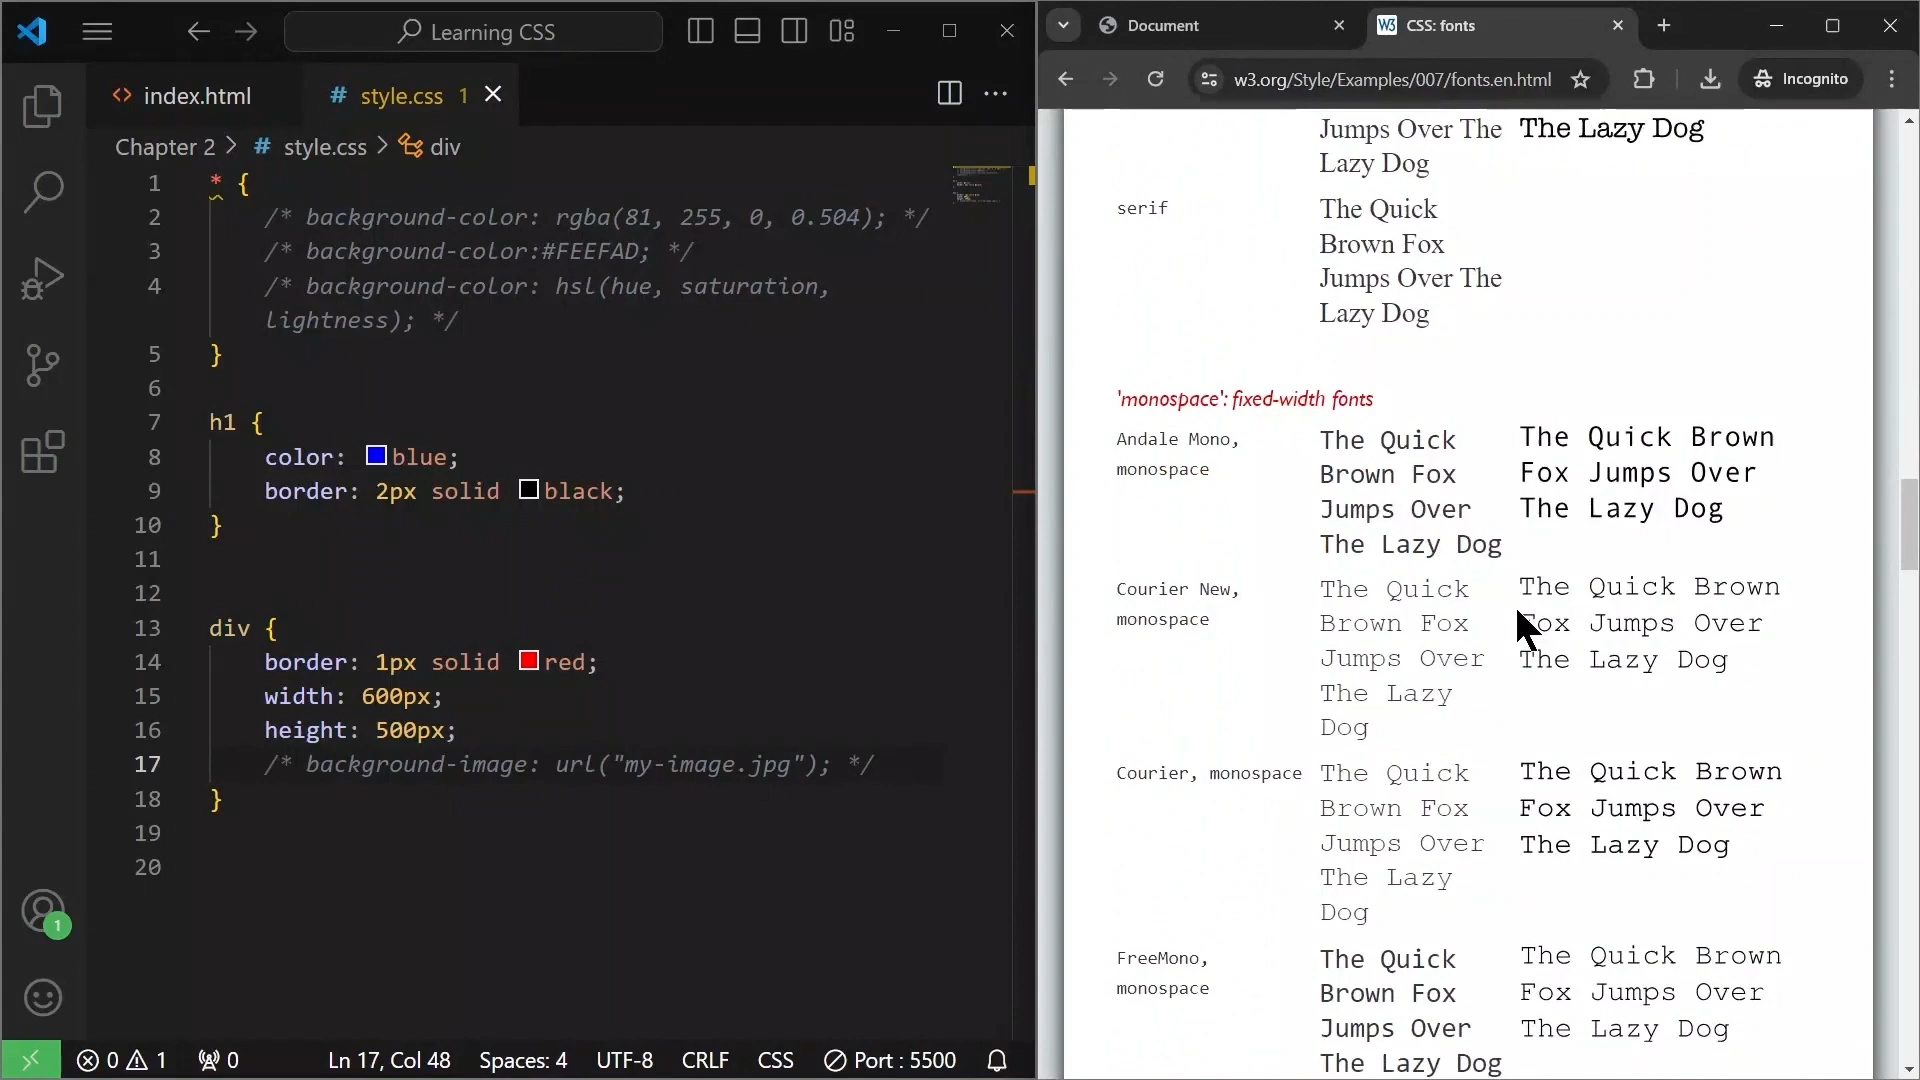 Learning CSS
index.html
style.css 1
Chapter 2 > # style.css > div
1 * {
2 /* background-color: rgba(81, 255, 0, 0.504); */
3 /* background-color:#FEEFAD; */
4 /* background-color: hsl(hue, saturation,
lightness); */
5 }
6
7 h1 {
8 color: blue;
9 border: 2px solid black;
10 }
11
12
13 div {
14 border: 1px solid red;
15 width: 600px;
16 height: 500px;
17 /* background-image: url("my-image.jpg"); */
18 }
19
20
1
0 1 0 Ln 17, Col 48 Spaces: 4 UTF-8 CRLF CSS Port : 5500
Document
W3 CSS: fonts
w3.org/Style/Examples/007/fonts.en.html
Incognito
Jumps Over The
Lazy Dog
The Lazy Dog
serif
The Quick
Brown Fox
Jumps Over The
Lazy Dog
'monospace': fixed-width fonts
Andale Mono,
monospace
The Quick
Brown Fox
Jumps Over
The Lazy Dog
The Quick Brown
Fox Jumps Over
The Lazy Dog
Courier New,
monospace
The Quick
Brown Fox
Jumps Over
The Lazy
Dog
The Quick Brown
Fox Jumps Over
The Lazy Dog
Courier, monospace
The Quick
Brown Fox
Jumps Over
The Lazy
Dog
The Quick Brown
Fox Jumps Over
The Lazy Dog
FreeMono,
monospace
The Quick
Brown Fox
Jumps Over
The Lazy Dog
The Quick Brown
Fox Jumps Over
The Lazy Dog